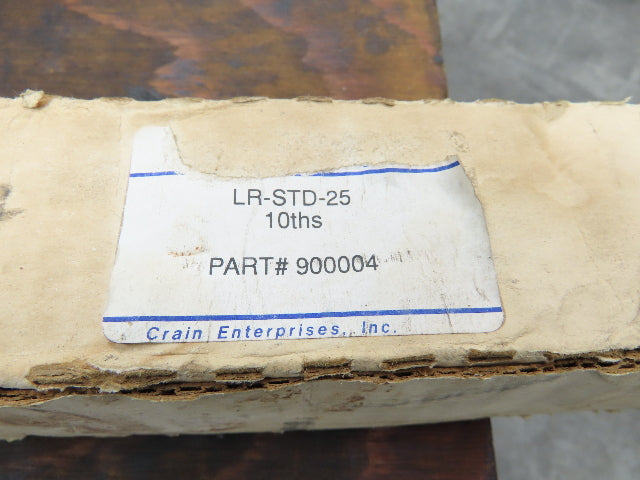 LR-STD-25
10ths
PART# 900004
Crain Enterprises, Inc.